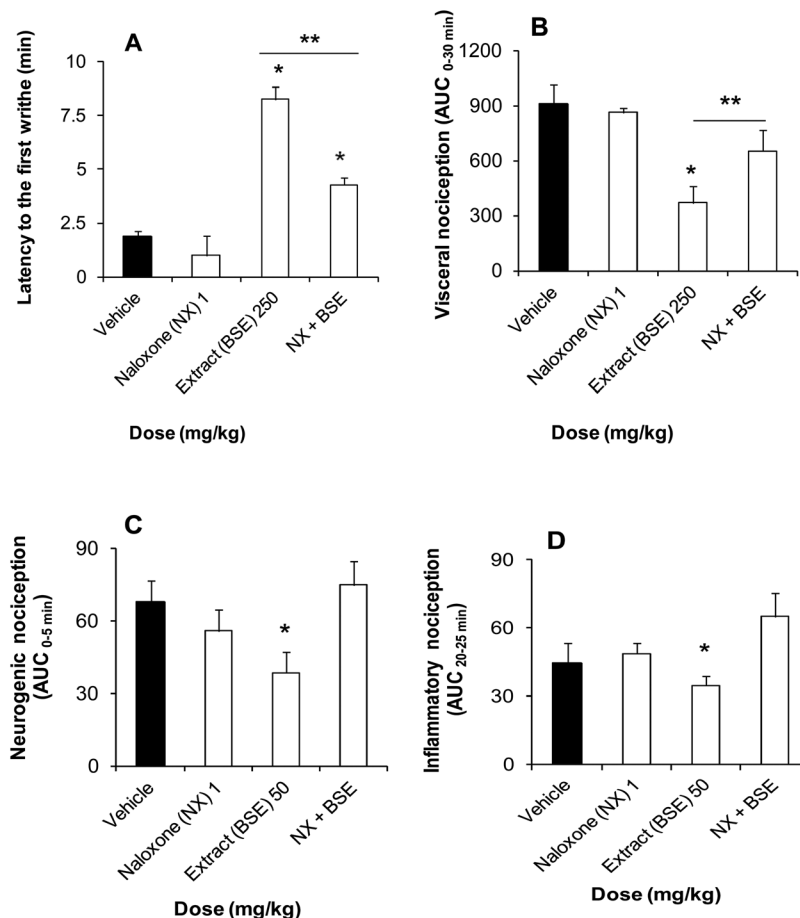 A
Latency to the first writhe (min)
10
7.5
5
2.5
0
**
*
*
Vehicle
Naloxone (NX) 1
Extract (BSE) 250
NX + BSE
Dose (mg/kg)
B
Visceral nociception (AUC 0-30 min)
1200
900
600
300
0
**
*
Vehicle
Naloxone (NX) 1
Extract (BSE) 250
NX + BSE
Dose (mg/kg)
C
Neurogenic nociception
(AUC 0-5 min)
90
60
30
0
*
Vehicle
Naloxone (NX) 1
Extract (BSE) 50
NX + BSE
Dose (mg/kg)
D
Inflammatory nociception
(AUC 20-25 min)
90
60
30
0
*
Vehicle
Naloxone (NX) 1
Extract (BSE) 50
NX + BSE
Dose (mg/kg)